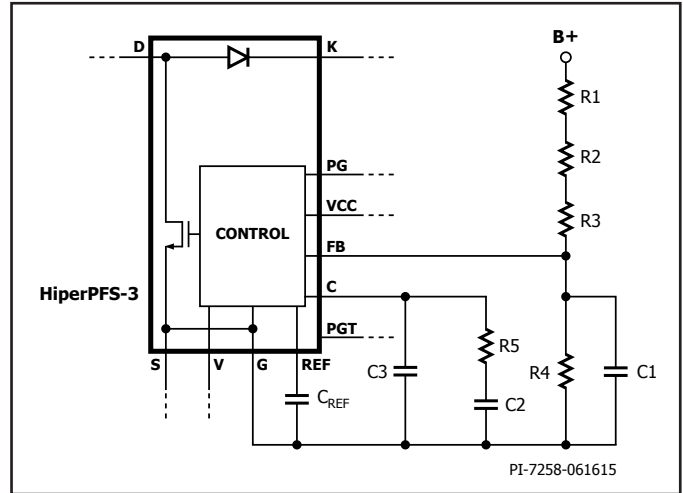 D
K
B+
R1
R2
R3
PG
VCC
CONTROL
FB
HiperPFS-3
C
PGT
R5
R4
C1
C3
C2
S
V
G
REF
CREF
PI-7258-061615